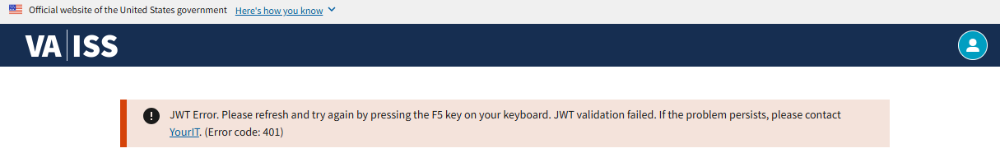 Official website of the United States government Here's how you know
VA ISS
JWT Error. Please refresh and try again by pressing the F5 key on your keyboard. JWT validation failed. If the problem persists, please contact
YourIT. (Error code: 401)